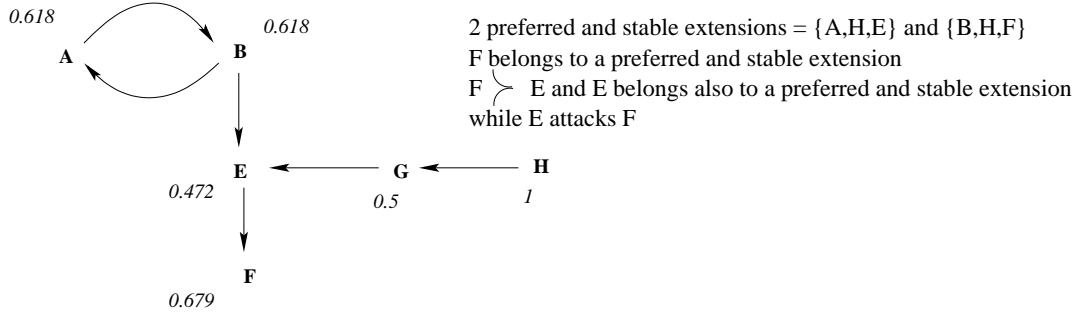 0.618
0.618
A
B
2 preferred and stable extensions = {A,H,E} and {B,H,F}
F belongs to a preferred and stable extension
F ≻ E and E belongs also to a preferred and stable extension
while E attacks F
E
G
H
0.472
0.5
1
F
0.679